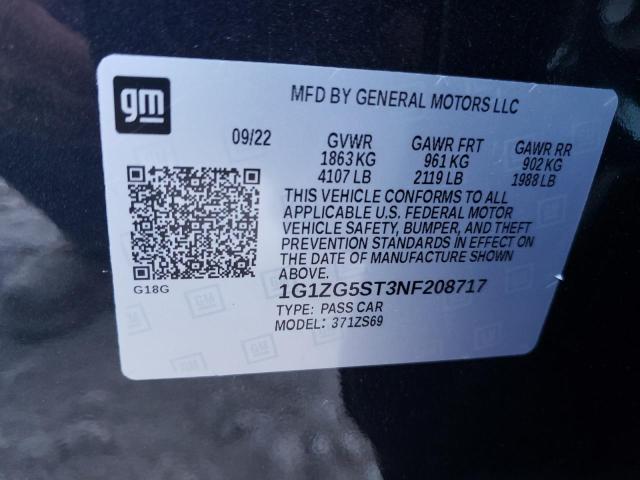 gm
MFD BY GENERAL MOTORS LLC
09/22 GVWR GAWR FRT GAWR RR
1863 KG 961 KG 902 KG
4107 LB 2119 LB 1988 LB
THIS VEHICLE CONFORMS TO ALL
APPLICABLE U.S. FEDERAL MOTOR
VEHICLE SAFETY, BUMPER, AND THEFT
PREVENTION STANDARDS IN EFFECT ON
THE DATE OF MANUFACTURE SHOWN
ABOVE.
G18G
1G1ZG5ST3NF208717
TYPE: PASS CAR
MODEL: 371ZS69